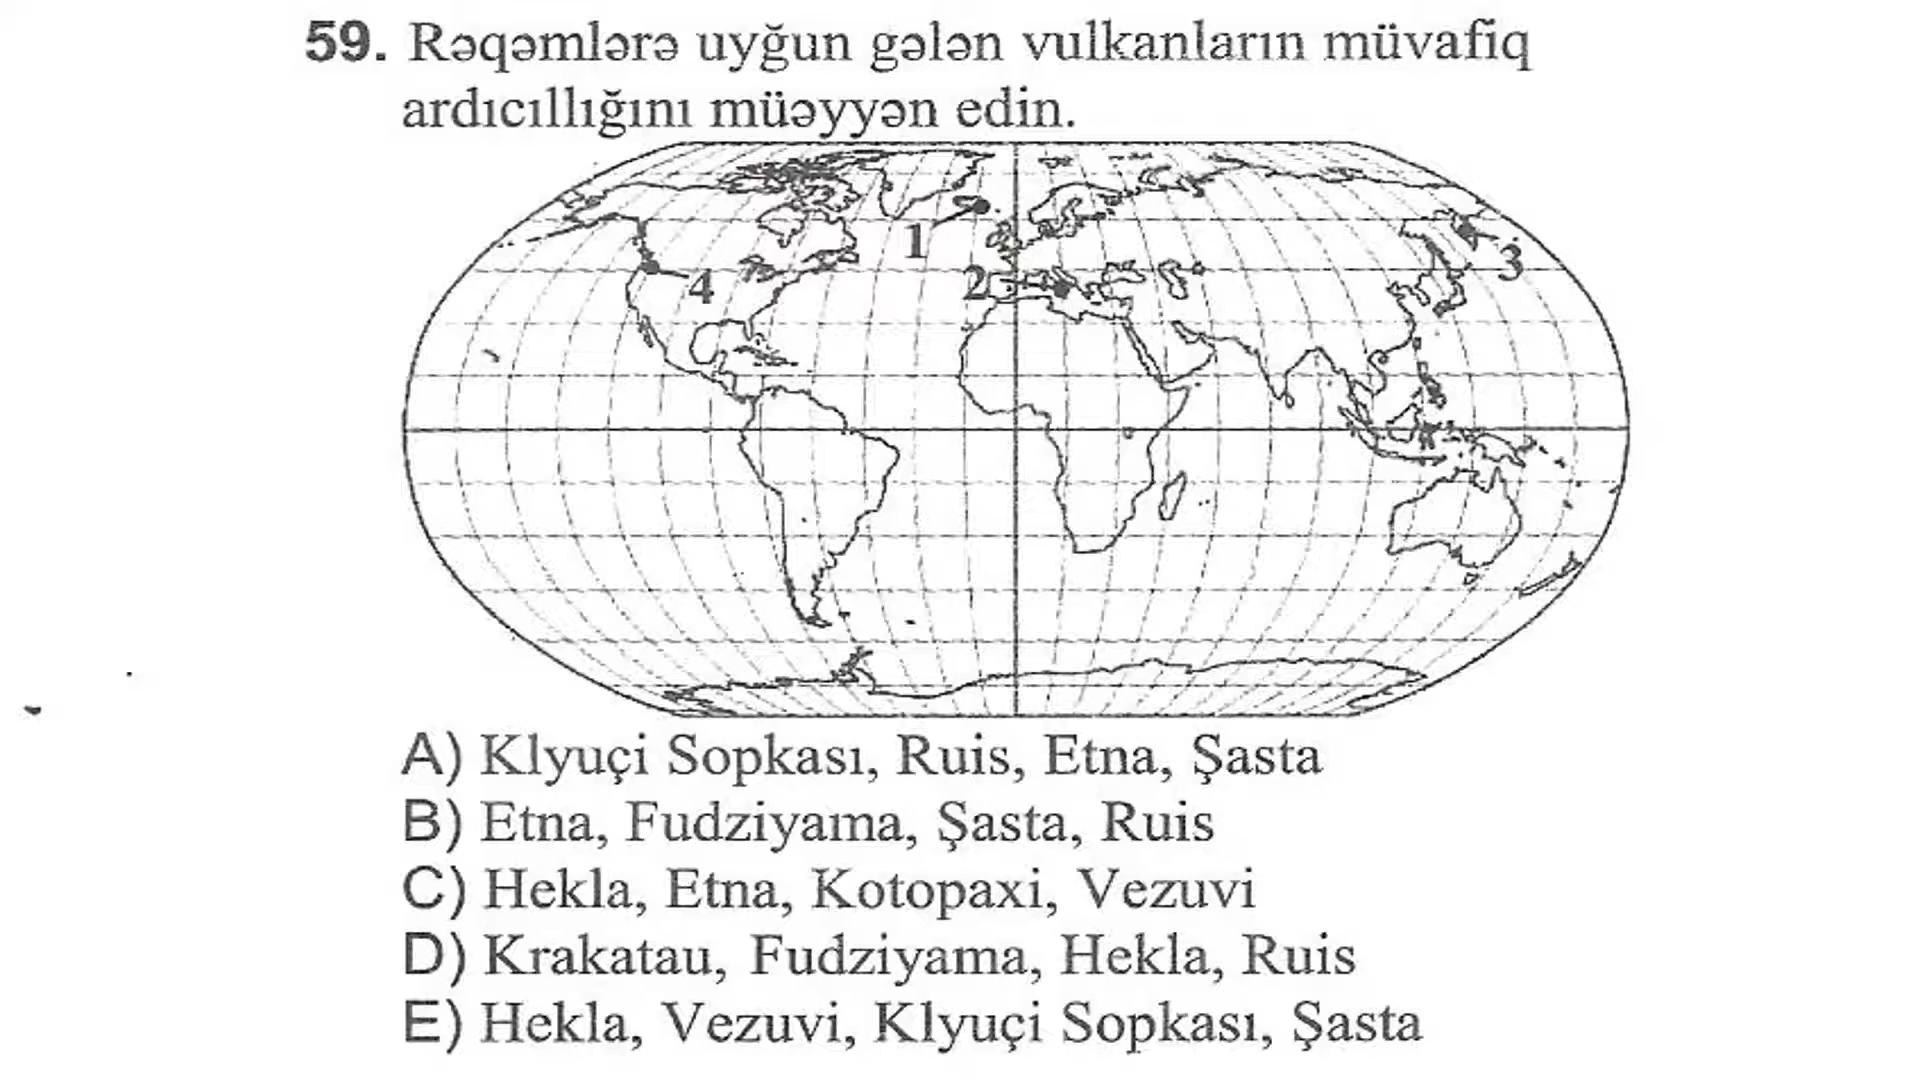 59. Rəqəmlərə uyğun gələn vulkanların müvafiq
ardıcıllığını müəyyən edin.
1
2
3
4
A) Klyuçi Sopkası, Ruis, Etna, Şasta
B) Etna, Fudziyama, Şasta, Ruis
C) Hekla, Etna, Kotopaxi, Vezuvi
D) Krakatau, Fudziyama, Hekla, Ruis
E) Hekla, Vezuvi, Klyuçi Sopkası, Şasta